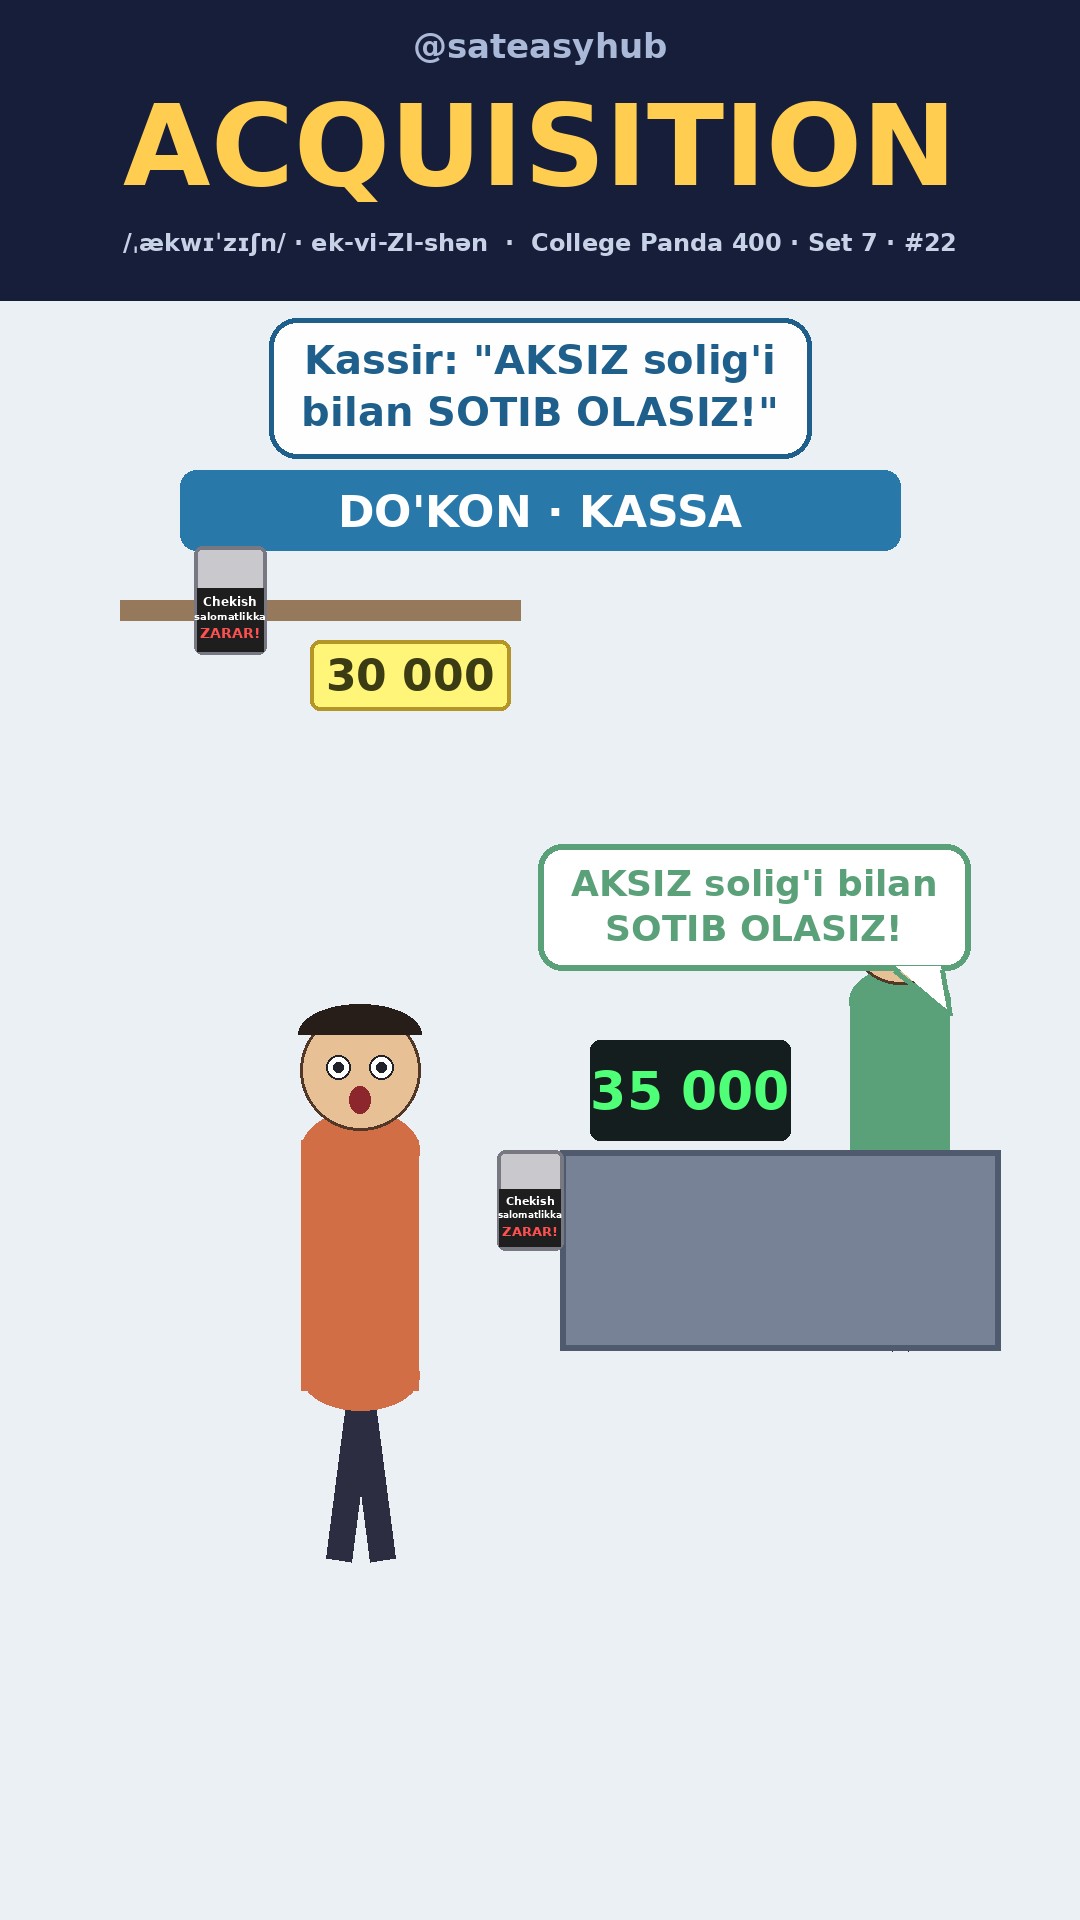 @sateasyhub
ACQUISITION
/ˌækwɪˈzɪʃn/ · ek-vi-ZI-shən · College Panda 400 · Set 7 · #22
Kassir: "AKSIZ solig'i
bilan SOTIB OLASIZ!"
DO'KON · KASSA
Chekish
salomatlikka
ZARAR!
30 000
AKSIZ solig'i bilan
SOTIB OLASIZ!
35 000
Chekish
salomatlikka
ZARAR!